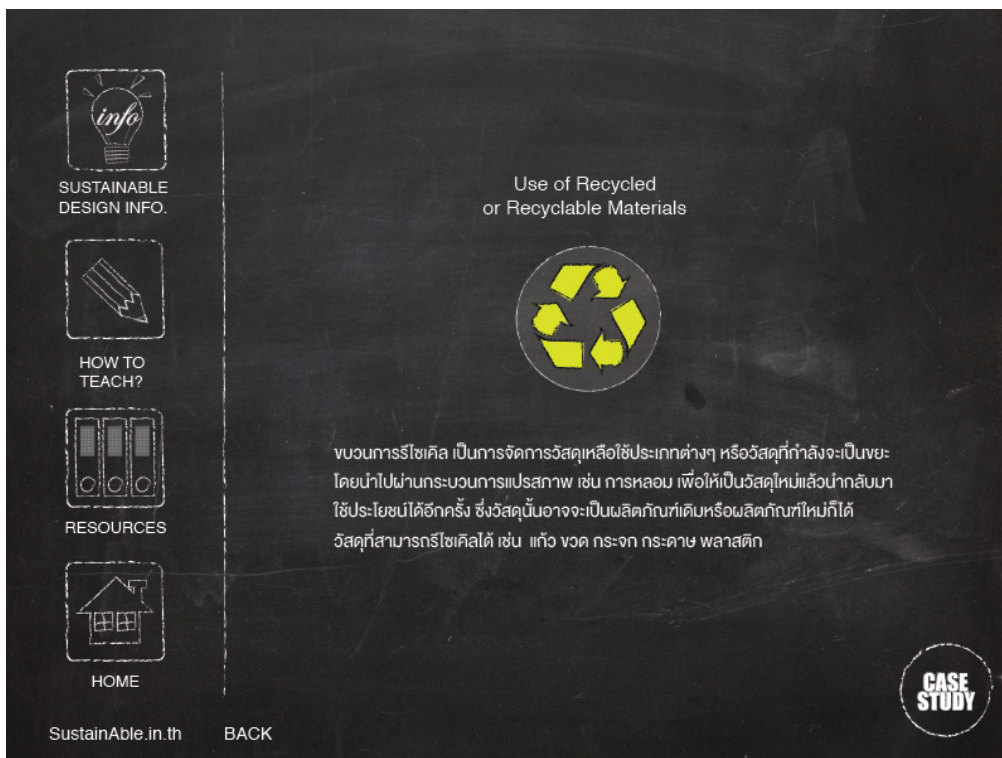 info
SUSTAINABLE
DESIGN INFO.
HOW TO
TEACH?
RESOURCES
HOME
SustainAble.in.th
BACK
Use of Recycled
or Recyclable Materials
ขบวนการรีไซเคิล เป็นการจัดการวัสดุเหลือใช้ประเภทต่างๆ หรือวัสดุที่กำลังจะเป็นขยะ
โดยนำไปผ่านกระบวนการแปรสภาพ เช่น การหลอม เพื่อให้เป็นวัสดุใหม่แล้วนำกลับมา
ใช้ประโยชน์ได้อีกครั้ง ซึ่งวัสดุนั้นอาจจะเป็นผลิตภัณฑ์เดิมหรือผลิตภัณฑ์ใหม่ก็ได้
วัสดุที่สามารถรีไซเคิลได้ เช่น แก้ว ขวด กระจก กระดาษ พลาสติก
CASE
STUDY